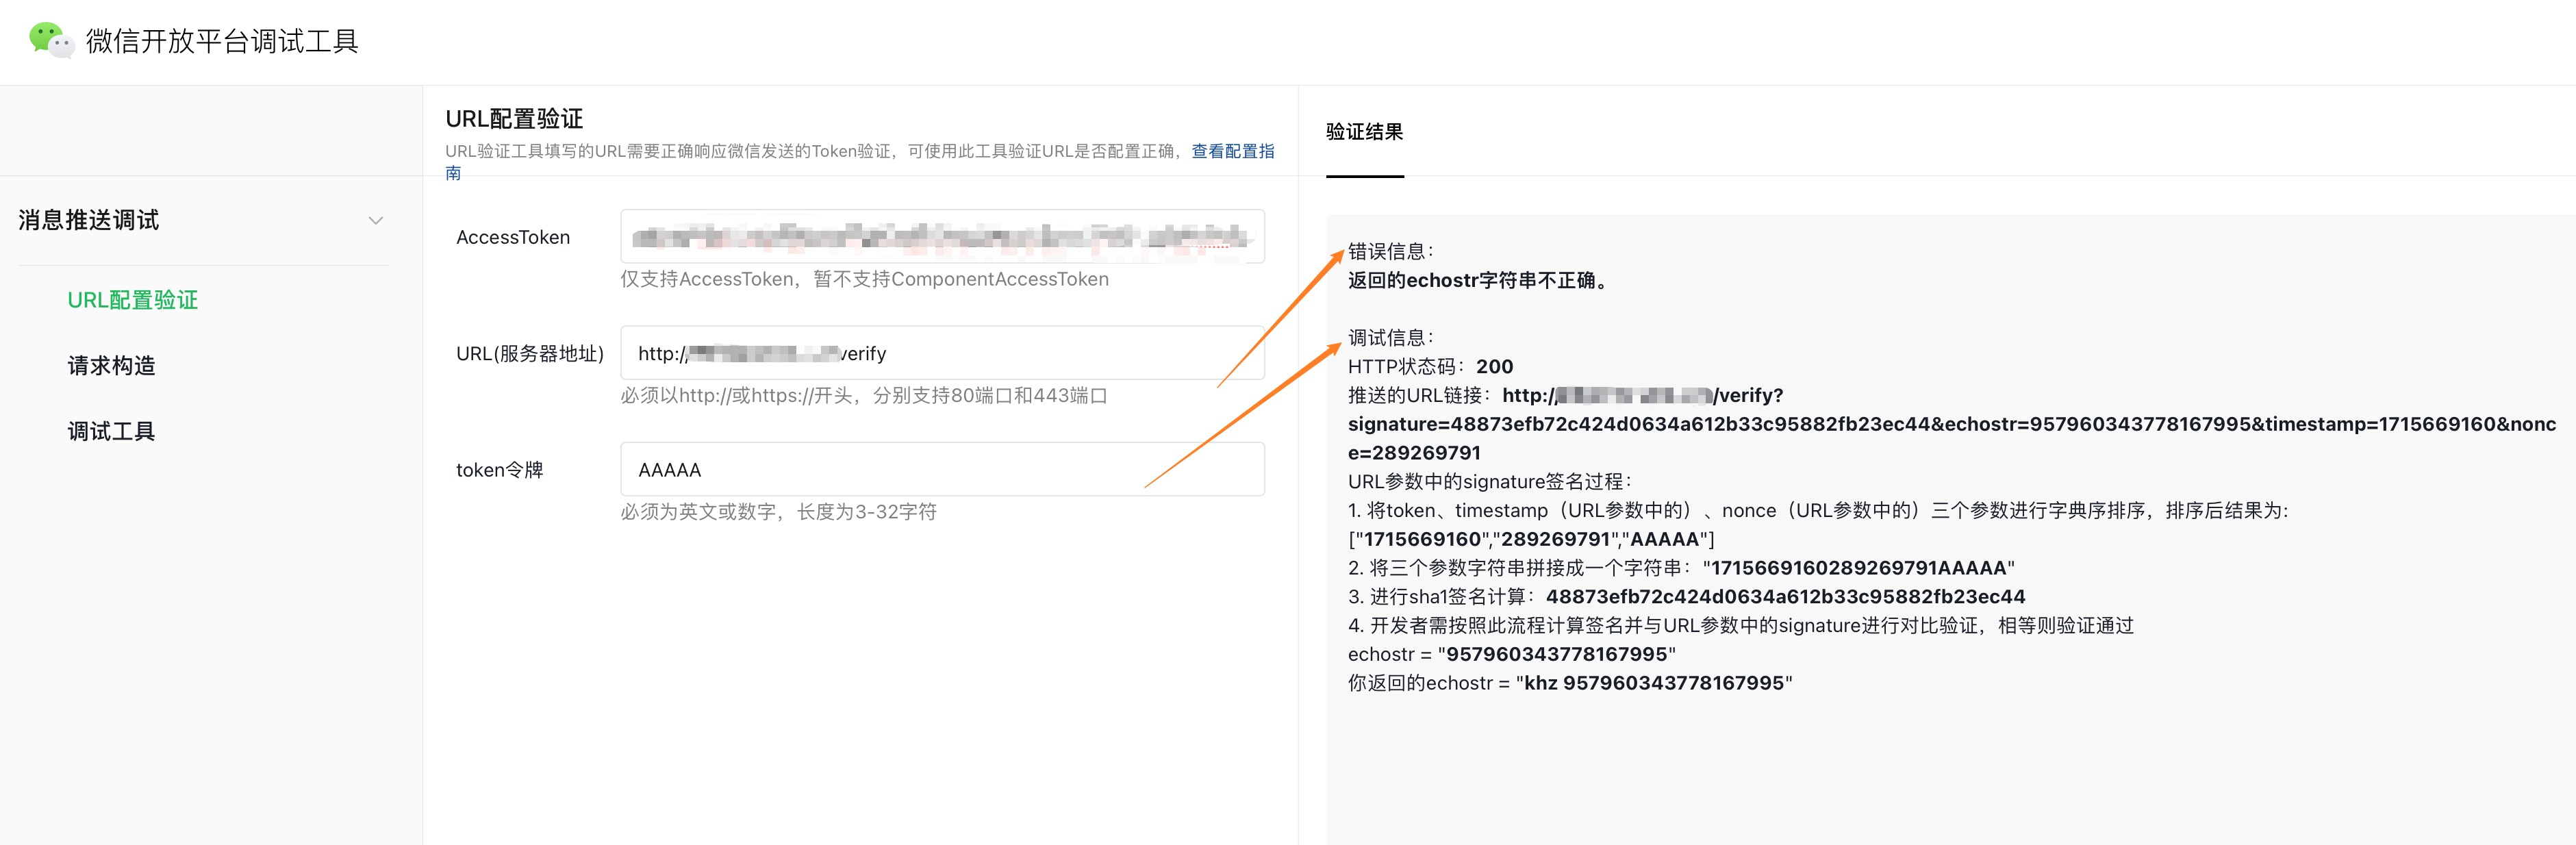 微信开放平台调试工具
消息推送调试
URL配置验证
请求构造
调试工具
URL配置验证
URL验证工具填写的URL需要正确响应微信发送的Token验证，可使用此工具验证URL是否配置正确，查看配置指
南
AccessToken
仅支持AccessToken，暂不支持ComponentAccessToken
URL(服务器地址)
http:/ verify
必须以http://或https://开头，分别支持80端口和443端口
token令牌
AAAAA
必须为英文或数字，长度为3-32字符
验证结果
错误信息：
返回的echostr字符串不正确。
调试信息：
HTTP状态码：200
推送的URL链接：http:/ /verify?
signature=48873efb72c424d0634a612b33c95882fb23ec44&echostr=957960343778167995&timestamp=1715669160&nonc
e=289269791
URL参数中的signature签名过程：
1. 将token、timestamp（URL参数中的）、nonce（URL参数中的）三个参数进行字典序排序，排序后结果为:
["1715669160","289269791","AAAAA"]
2. 将三个参数字符串拼接成一个字符串："1715669160289269791AAAAA"
3. 进行sha1签名计算：48873efb72c424d0634a612b33c95882fb23ec44
4. 开发者需按照此流程计算签名并与URL参数中的signature进行对比验证，相等则验证通过
echostr = "957960343778167995"
你返回的echostr = "khz 957960343778167995"